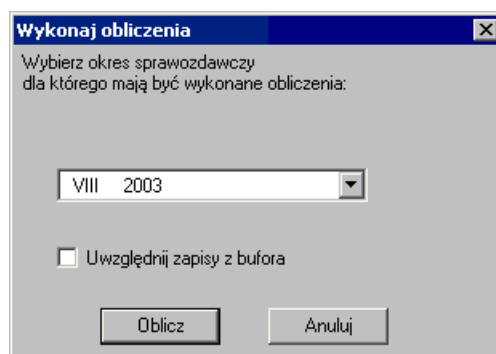 Wykonaj obliczenia
Wybierz okres sprawozdawczy
dla którego mają być wykonane obliczenia:
VIII 2003
Uwzględnij zapisy z bufora
Oblicz Anuluj